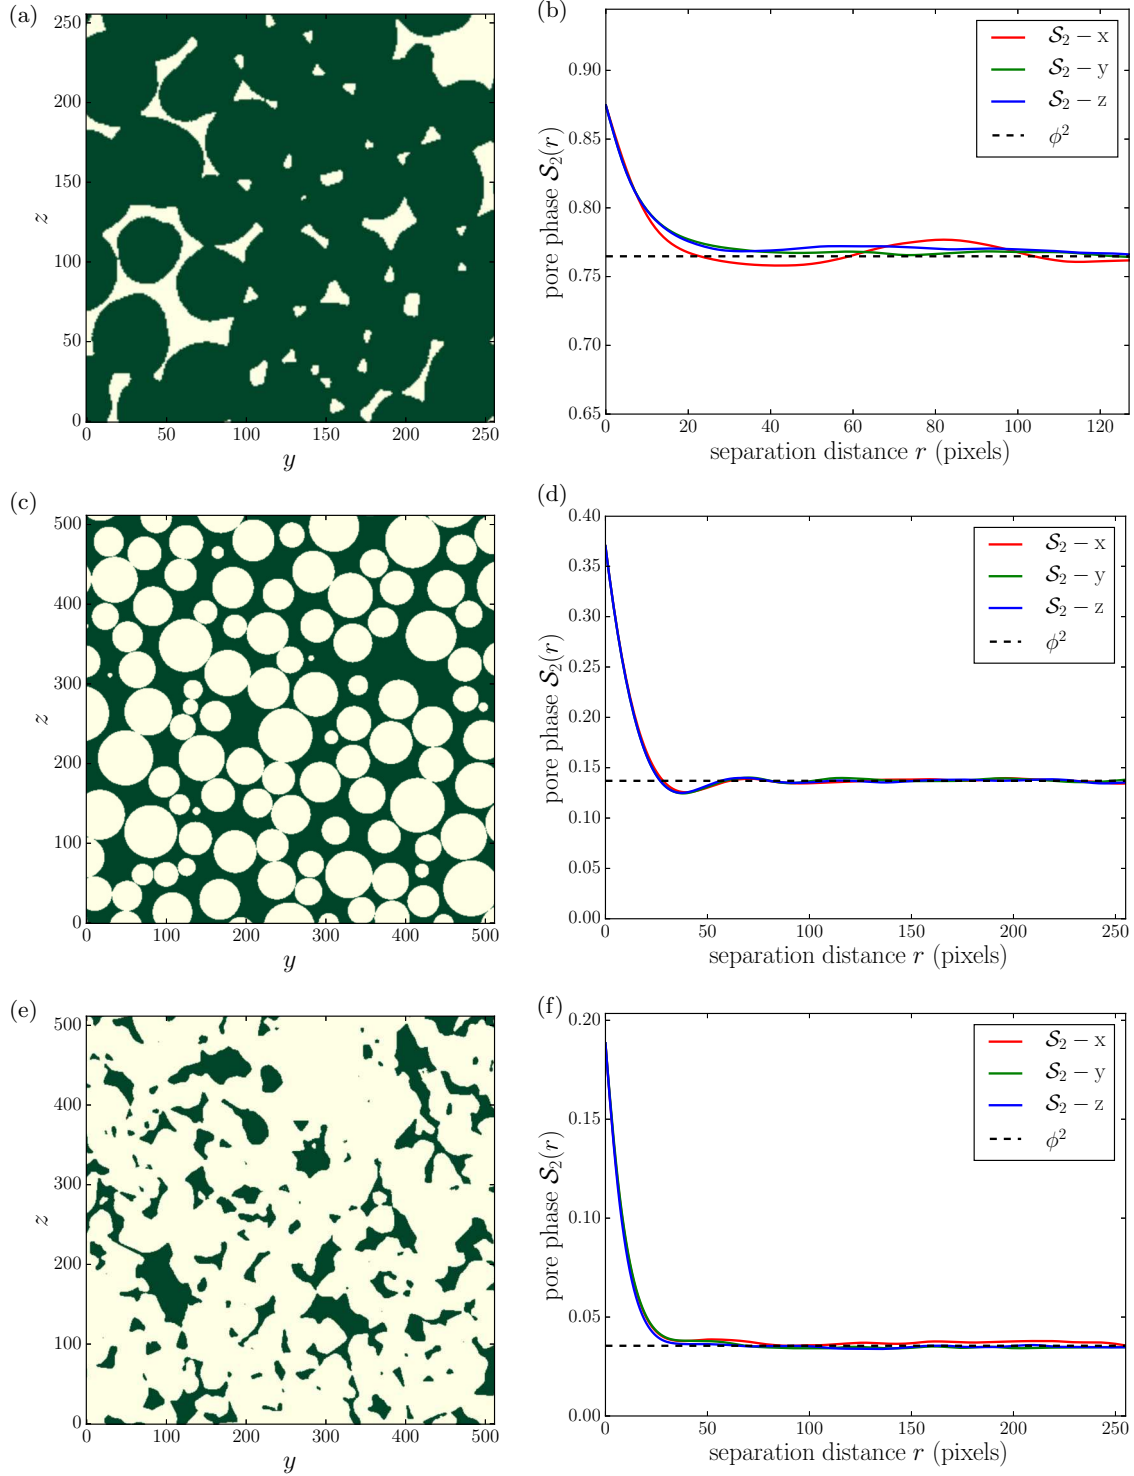 (a)
250
200
150
100
50
0
z
0 50 100 150 200 250
y
(b)
0.90
0.85
0.80
0.75
0.70
0.65
pore phase 𝒮₂(r)
𝒮₂ − x
𝒮₂ − y
𝒮₂ − z
ϕ²
0 20 40 60 80 100 120
separation distance r (pixels)
(c)
500
400
300
200
100
0
z
0 100 200 300 400 500
y
(d)
0.40
0.35
0.30
0.25
0.20
0.15
0.10
0.05
0.00
pore phase 𝒮₂(r)
𝒮₂ − x
𝒮₂ − y
𝒮₂ − z
ϕ²
0 50 100 150 200 250
separation distance r (pixels)
(e)
500
400
300
200
100
0
z
0 100 200 300 400 500
y
(f)
0.20
0.15
0.10
0.05
0.00
pore phase 𝒮₂(r)
𝒮₂ − x
𝒮₂ − y
𝒮₂ − z
ϕ²
0 50 100 150 200 250
separation distance r (pixels)